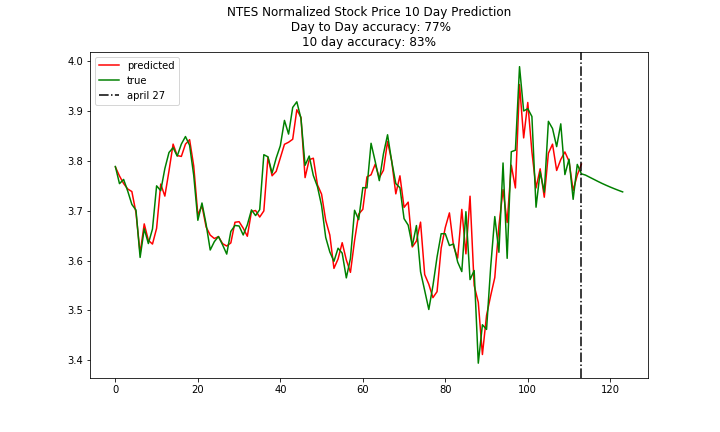 NTES Normalized Stock Price 10 Day Prediction
Day to Day accuracy: 77%
10 day accuracy: 83%
predicted
true
april 27
4.0
3.9
3.8
3.7
3.6
3.5
3.4
0 20 40 60 80 100 120